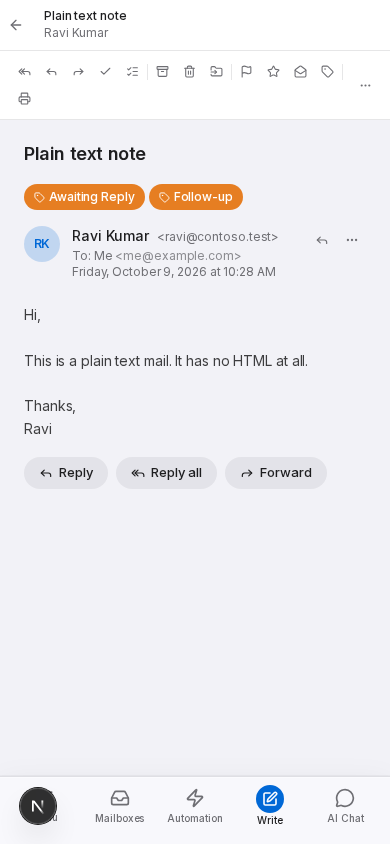 Plain text note
Ravi Kumar
Plain text note
Awaiting Reply Follow-up
RK
Ravi Kumar <ravi@contoso.test>
To: Me <me@example.com>
Friday, October 9, 2026 at 10:28 AM
Hi,
This is a plain text mail. It has no HTML at all.
Thanks,
Ravi
Reply Reply all Forward
N
Mailboxes Automation Write AI Chat